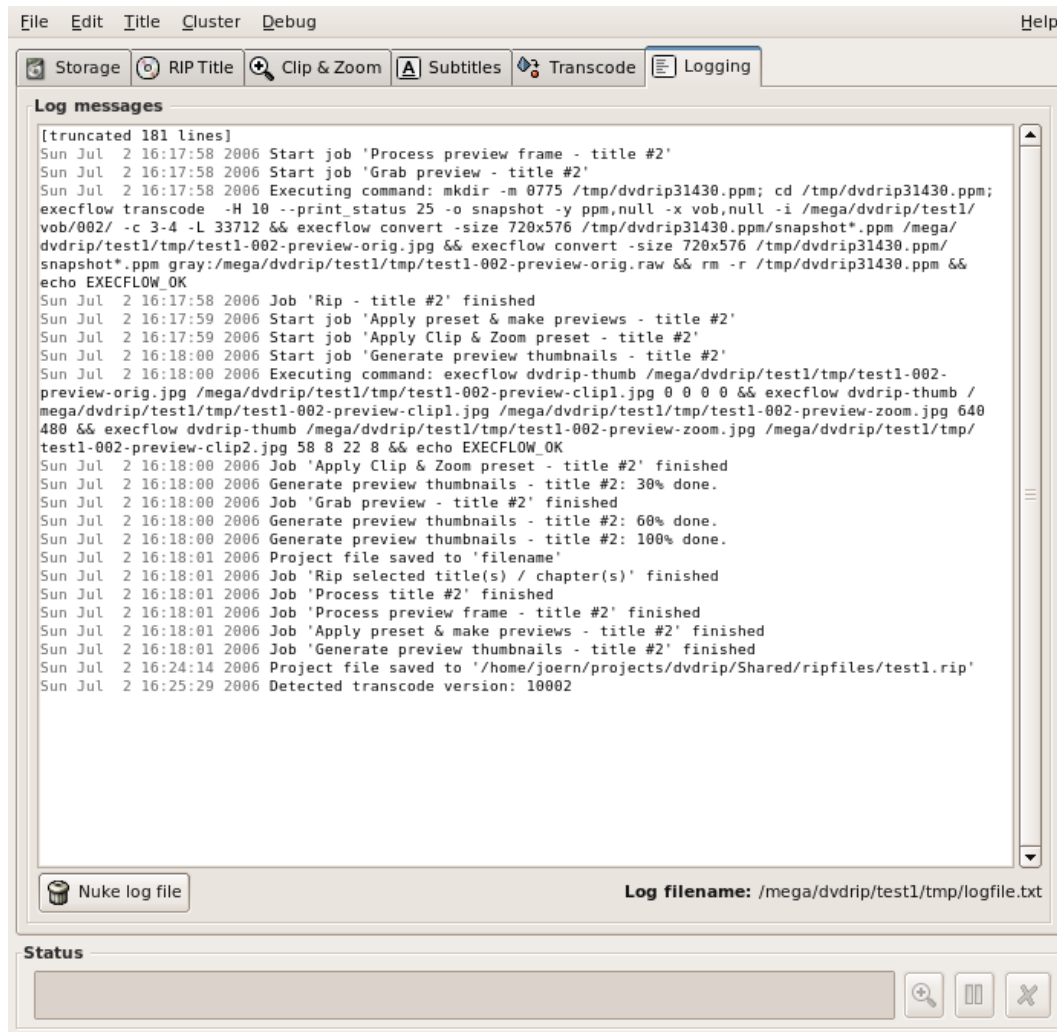 File Edit Title Cluster Debug Help
Storage RIP Title Clip & Zoom A Subtitles Transcode Logging
Log messages
[truncated 181 lines]
Sun Jul  2 16:17:58 2006 Start job 'Process preview frame - title #2'
Sun Jul  2 16:17:58 2006 Start job 'Grab preview - title #2'
Sun Jul  2 16:17:58 2006 Executing command: mkdir -m 0775 /tmp/dvdrip31430.ppm; cd /tmp/dvdrip31430.ppm;
execflow transcode  -H 10 --print_status 25 -o snapshot -y ppm,null -x vob,null -i /mega/dvdrip/test1/
vob/002/ -c 3-4 -L 33712 && execflow convert -size 720x576 /tmp/dvdrip31430.ppm/snapshot*.ppm /mega/
dvdrip/test1/tmp/test1-002-preview-orig.jpg && execflow convert -size 720x576 /tmp/dvdrip31430.ppm/
snapshot*.ppm gray:/mega/dvdrip/test1/tmp/test1-002-preview-orig.raw && rm -r /tmp/dvdrip31430.ppm &&
echo EXECFLOW_OK
Sun Jul  2 16:17:58 2006 Job 'Rip - title #2' finished
Sun Jul  2 16:17:59 2006 Start job 'Apply preset & make previews - title #2'
Sun Jul  2 16:17:59 2006 Start job 'Apply Clip & Zoom preset - title #2'
Sun Jul  2 16:18:00 2006 Start job 'Generate preview thumbnails - title #2'
Sun Jul  2 16:18:00 2006 Executing command: execflow dvdrip-thumb /mega/dvdrip/test1/tmp/test1-002-
preview-orig.jpg /mega/dvdrip/test1/tmp/test1-002-preview-clip1.jpg 0 0 0 0 && execflow dvdrip-thumb /
mega/dvdrip/test1/tmp/test1-002-preview-clip1.jpg /mega/dvdrip/test1/tmp/test1-002-preview-zoom.jpg 640
480 && execflow dvdrip-thumb /mega/dvdrip/test1/tmp/test1-002-preview-zoom.jpg /mega/dvdrip/test1/tmp/
test1-002-preview-clip2.jpg 58 8 22 8 && echo EXECFLOW_OK
Sun Jul  2 16:18:00 2006 Job 'Apply Clip & Zoom preset - title #2' finished
Sun Jul  2 16:18:00 2006 Generate preview thumbnails - title #2: 30% done.
Sun Jul  2 16:18:00 2006 Job 'Grab preview - title #2' finished
Sun Jul  2 16:18:00 2006 Generate preview thumbnails - title #2: 60% done.
Sun Jul  2 16:18:00 2006 Generate preview thumbnails - title #2: 100% done.
Sun Jul  2 16:18:01 2006 Project file saved to 'filename'
Sun Jul  2 16:18:01 2006 Job 'Rip selected title(s) / chapter(s)' finished
Sun Jul  2 16:18:01 2006 Job 'Process title #2' finished
Sun Jul  2 16:18:01 2006 Job 'Process preview frame - title #2' finished
Sun Jul  2 16:18:01 2006 Job 'Apply preset & make previews - title #2' finished
Sun Jul  2 16:18:01 2006 Job 'Generate preview thumbnails - title #2' finished
Sun Jul  2 16:24:14 2006 Project file saved to '/home/joern/projects/dvdrip/Shared/ripfiles/test1.rip'
Sun Jul  2 16:25:29 2006 Detected transcode version: 10002
Nuke log file Log filename: /mega/dvdrip/test1/tmp/logfile.txt
Status